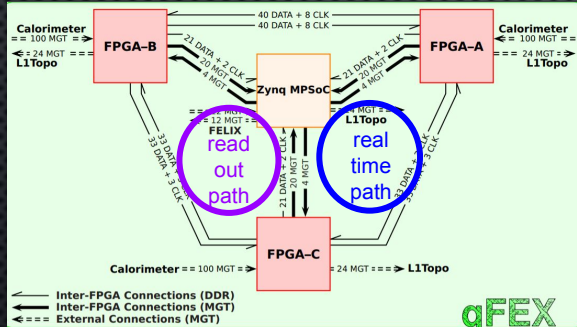 40 DATA + 8 CLK
40 DATA + 8 CLK
Calorimeter
100 MGT
24 MGT
L1Topo
FPGA–B
21 DATA + 2 CLK
20 MGT
4 MGT
Zynq MPSoC
21 DATA + 2 CLK
20 MGT
4 MGT
FPGA–A
Calorimeter
100 MGT
24 MGT
L1Topo
12 MGT
FELIX
24 MGT
L1Topo
read
out
path
real
time
path
33 DATA + 3 CLK
33 DATA + 3 CLK
21 DATA + 2 CLK
20 MGT
4 MGT
33 DATA + 3 CLK
33 DATA + 3 CLK
FPGA–C
Calorimeter
100 MGT
24 MGT
L1Topo
Inter-FPGA Connections (DDR)
Inter-FPGA Connections (MGT)
External Connections (MGT)
gFEX